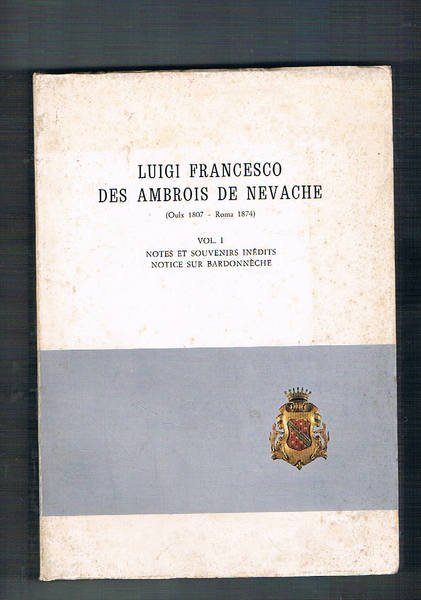 LUIGI FRANCESCO
DES AMBROIS DE NEVACHE
(Oulx 1807 - Roma 1874)
VOL. I
NOTES ET SOUVENIRS INÉDITS
NOTICE SUR BARDONNÈCHE